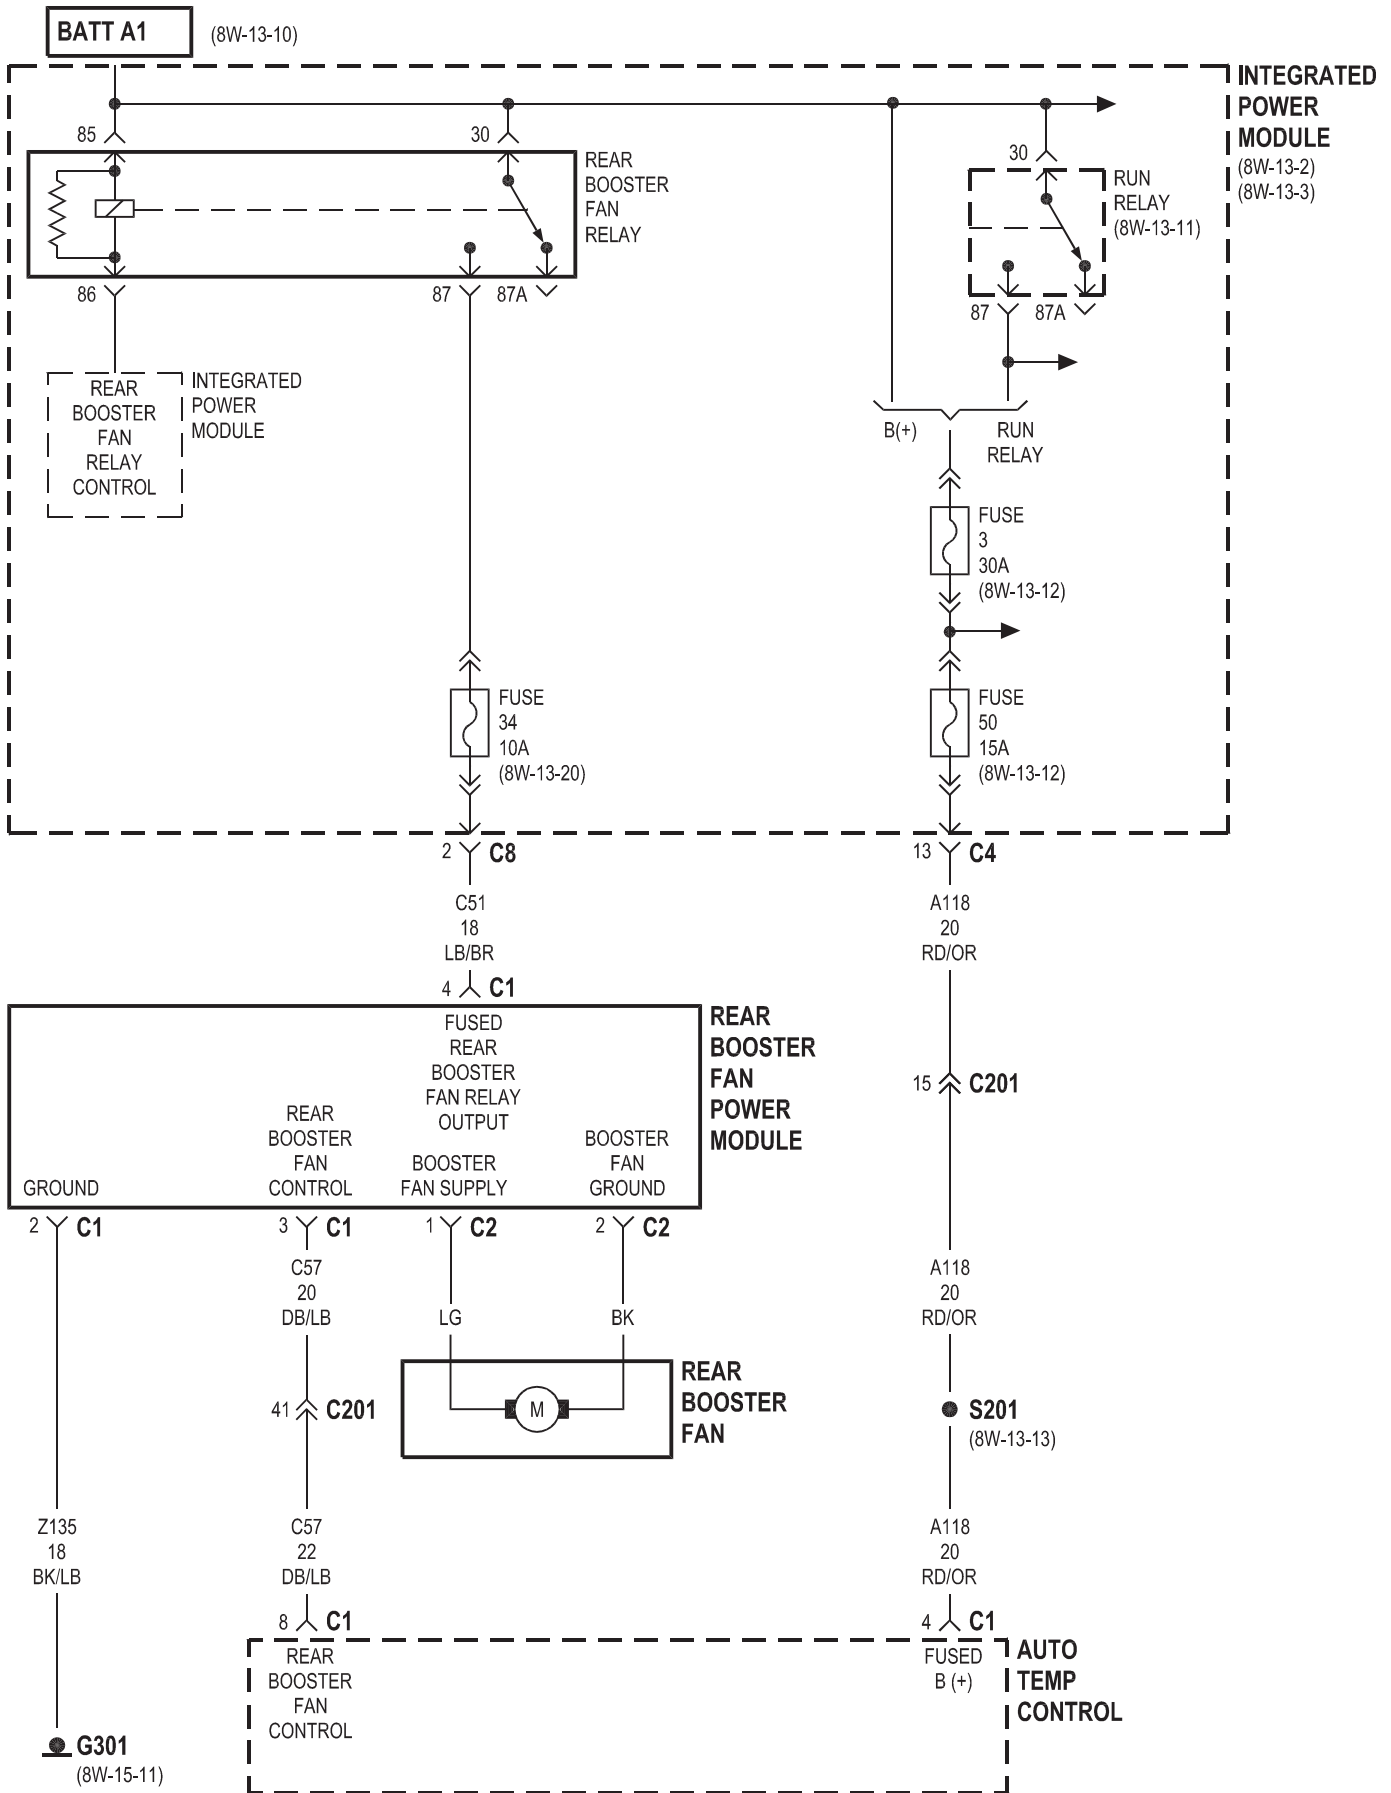 BATT A1
(8W-13-10)
INTEGRATED
POWER
MODULE
(8W-13-2)
(8W-13-3)
85
30
REAR
BOOSTER
FAN
RELAY
30
RUN
RELAY
(8W-13-11)
86
87
87A
87
87A
REAR
BOOSTER
FAN
RELAY
CONTROL
INTEGRATED
POWER
MODULE
B(+)
RUN
RELAY
FUSE
3
30A
(8W-13-12)
FUSE
34
10A
(8W-13-20)
FUSE
50
15A
(8W-13-12)
2
C8
13
C4
C51
18
LB/BR
A118
20
RD/OR
4
C1
FUSED
REAR
BOOSTER
FAN RELAY
OUTPUT
REAR
BOOSTER
FAN
POWER
MODULE
15
C201
GROUND
REAR
BOOSTER
FAN
CONTROL
BOOSTER
FAN SUPPLY
BOOSTER
FAN
GROUND
2
C1
3
C1
1
C2
2
C2
C57
20
DB/LB
LG
BK
A118
20
RD/OR
REAR
BOOSTER
FAN
M
41
C201
S201
(8W-13-13)
Z135
18
BK/LB
C57
22
DB/LB
A118
20
RD/OR
8
C1
4
C1
REAR
BOOSTER
FAN
CONTROL
FUSED
B (+)
AUTO
TEMP
CONTROL
G301
(8W-15-11)